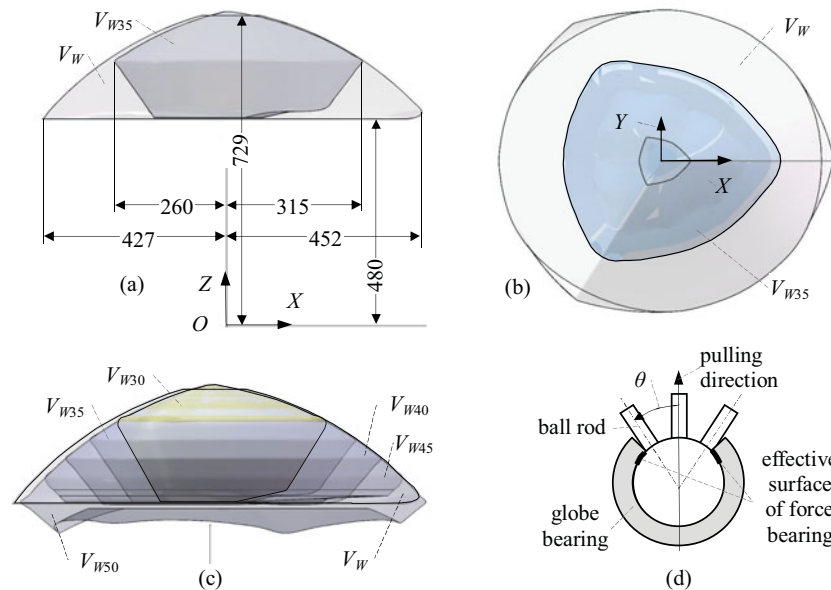 V_W35
V_W
729
260
315
427
452
480
(a)
Z
X
O
V_W
Y
X
(b)
V_W35
V_W30
V_W35
V_W40
V_W45
V_W50
V_W
(c)
θ
pulling
direction
ball rod
effective
surface
of force
bearing
globe
bearing
(d)